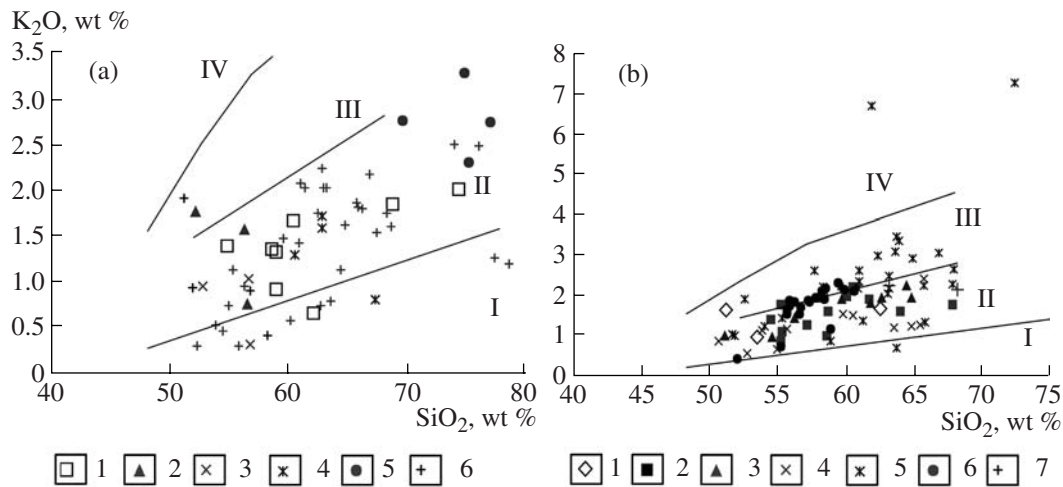 K₂O, wt %
3.5 (a) IV
3.0 III
2.5
2.0 II
1.5
1.0 I
0.5
0
40 50 60 70 80
SiO₂, wt %
□ 1 ▲ 2 × 3 ⁎ 4 ● 5 + 6
8 (b)
7
6
5 IV
4 III
3
2 II
1 I
0
40 45 50 55 60 65 70 75
SiO₂, wt %
◇ 1 ■ 2 ▲ 3 × 4 ⁎ 5 ● 6 + 7